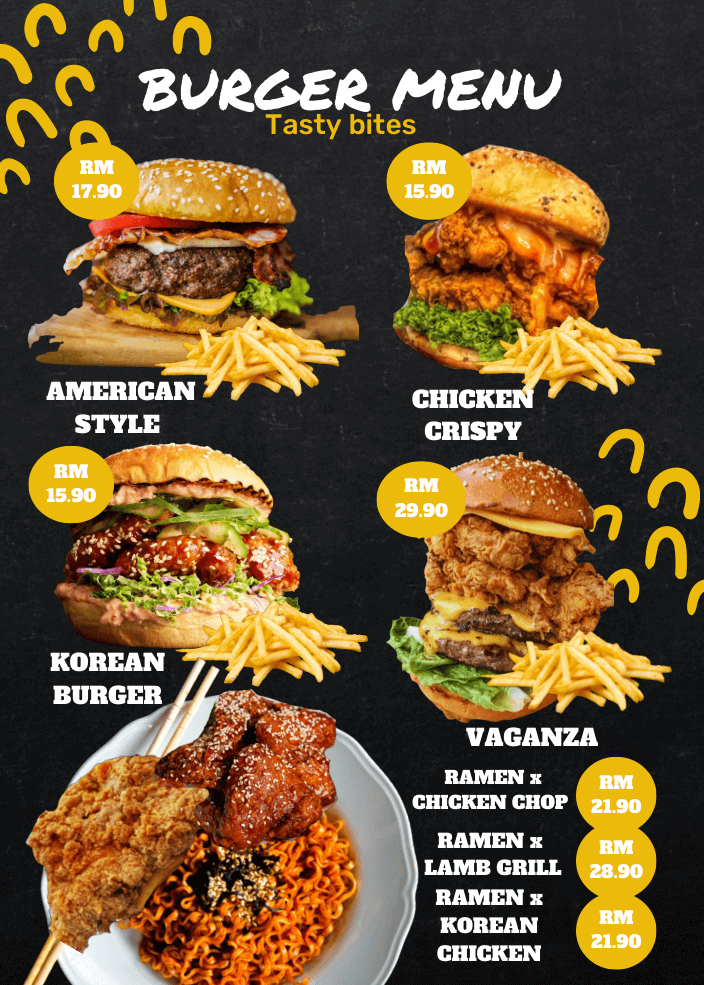 BURGER MENU
Tasty bites
RM
17.90
AMERICAN
STYLE
RM
15.90
CHICKEN
CRISPY
RM
15.90
KOREAN
BURGER
RM
29.90
VAGANZA
RAMEN x
CHICKEN CHOP
RM
21.90
RAMEN x
LAMB GRILL
RM
28.90
RAMEN x
KOREAN
CHICKEN
RM
21.90